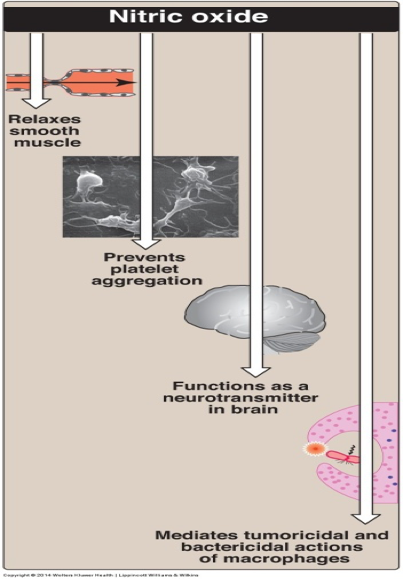 Nitric oxide
Relaxes
smooth
muscle
Prevents
platelet
aggregation
Functions as a
neurotransmitter
in brain
Mediates tumoricidal and
bactericidal actions
of macrophages
Copyright © 2014 Wolters Kluwer Health | Lippincott Williams & Wilkins